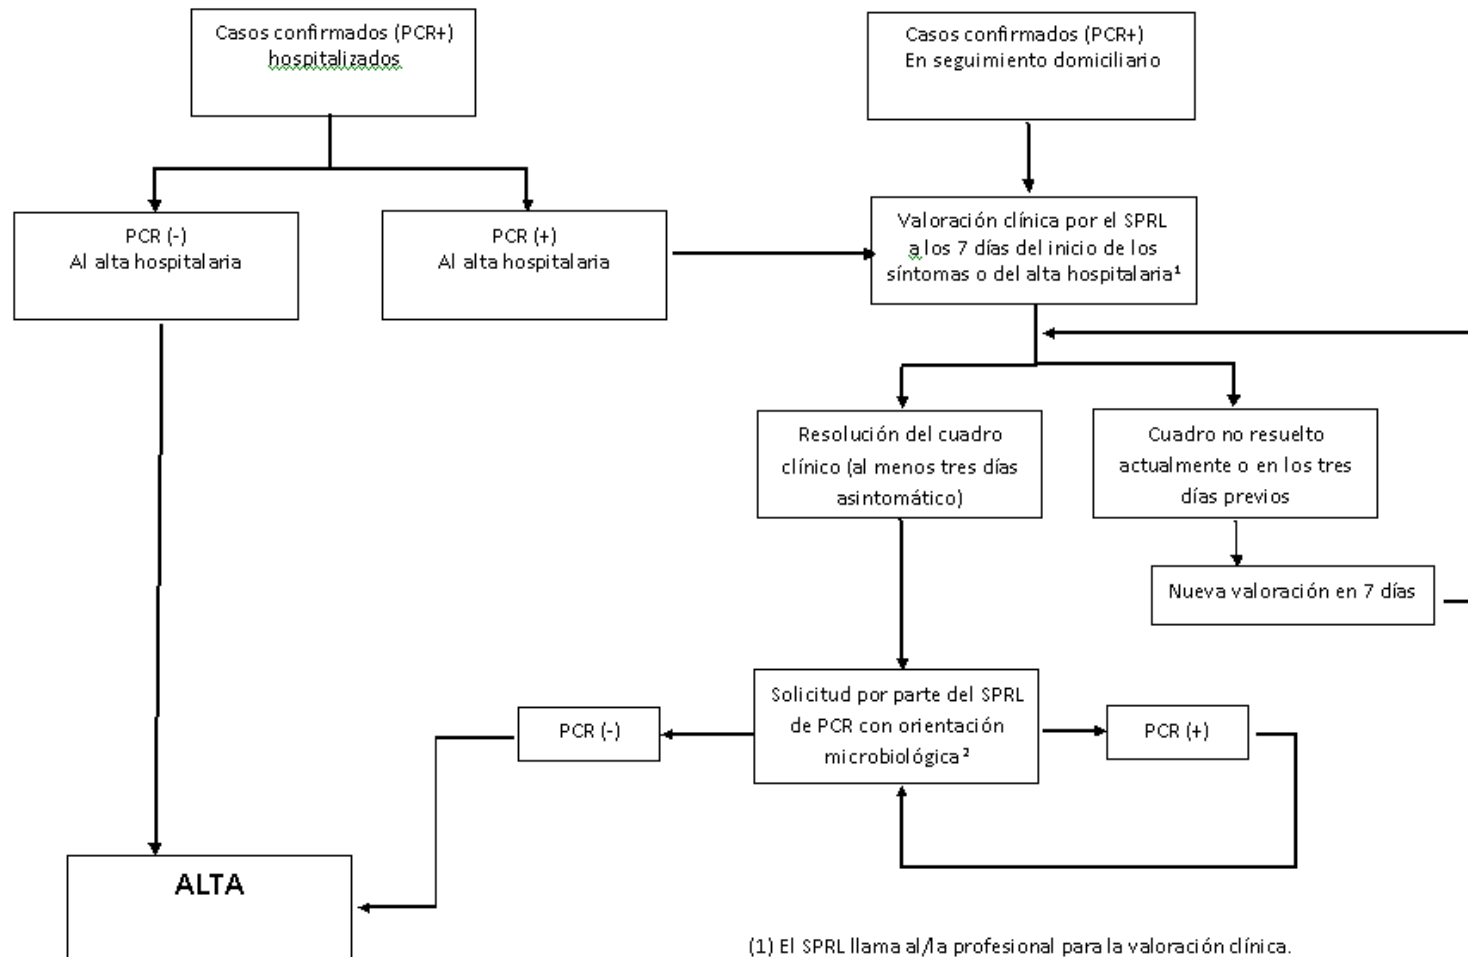 Casos confirmados (PCR+)
hospitalizados
Casos confirmados (PCR+)
En seguimiento domiciliario
PCR (-)
Al alta hospitalaria
PCR (+)
Al alta hospitalaria
Valoración clínica por el SPRL
a los 7 días del inicio de los
síntomas o del alta hospitalaria¹
Resolución del cuadro
clínico (al menos tres días
asintomático)
Cuadro no resuelto
actualmente o en los tres
días previos
Nueva valoración en 7 días
Solicitud por parte del SPRL
de PCR con orientación
microbiológica²
PCR (-)
PCR (+)
ALTA
(1) El SPRL llama al/la profesional para la valoración clínica.